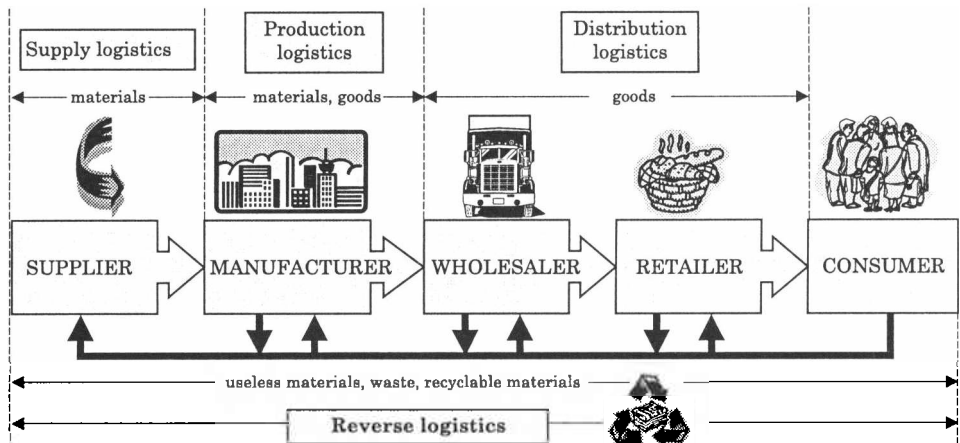 Supply logistics
Production
logistics
Distribution
logistics
materials
materials, goods
goods
SUPPLIER
MANUFACTURER
WHOLESALER
RETAILER
CONSUMER
useless materials, waste, recyclable materials
Reverse logistics